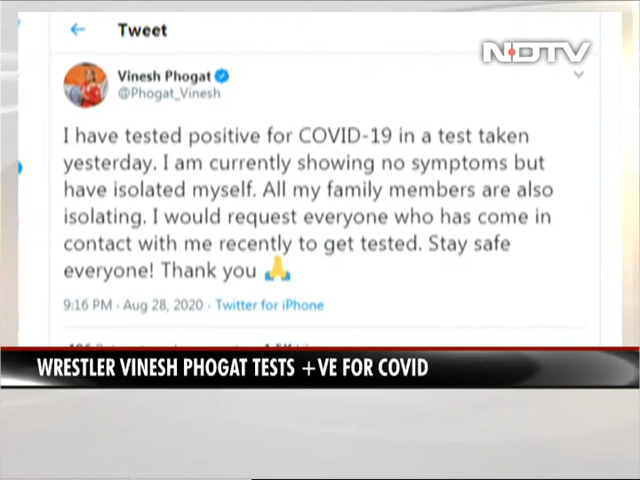 Tweet
NDTV
Vinesh Phogat
@Phogat_Vinesh
I have tested positive for COVID-19 in a test taken
yesterday. I am currently showing no symptoms but
have isolated myself. All my family members are also
isolating. I would request everyone who has come in
contact with me recently to get tested. Stay safe
everyone! Thank you 🙏
9:16 PM · Aug 28, 2020 · Twitter for iPhone
WRESTLER VINESH PHOGAT TESTS +VE FOR COVID